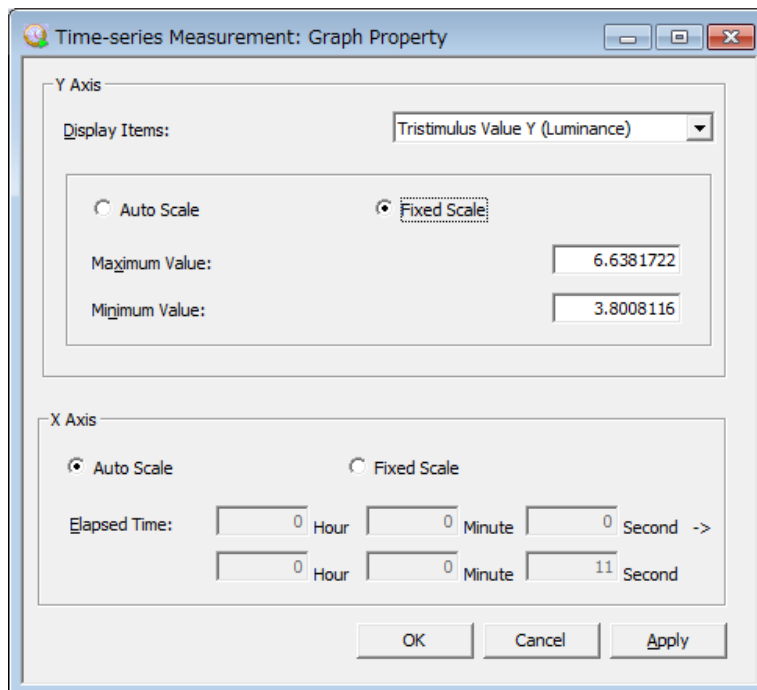 Time-series Measurement: Graph Property
Y Axis
Display Items: Tristimulus Value Y (Luminance)
Auto Scale Fixed Scale
Maximum Value: 6.6381722
Minimum Value: 3.8008116
X Axis
Auto Scale Fixed Scale
Elapsed Time: 0 Hour 0 Minute 0 Second ->
0 Hour 0 Minute 11 Second
OK Cancel Apply